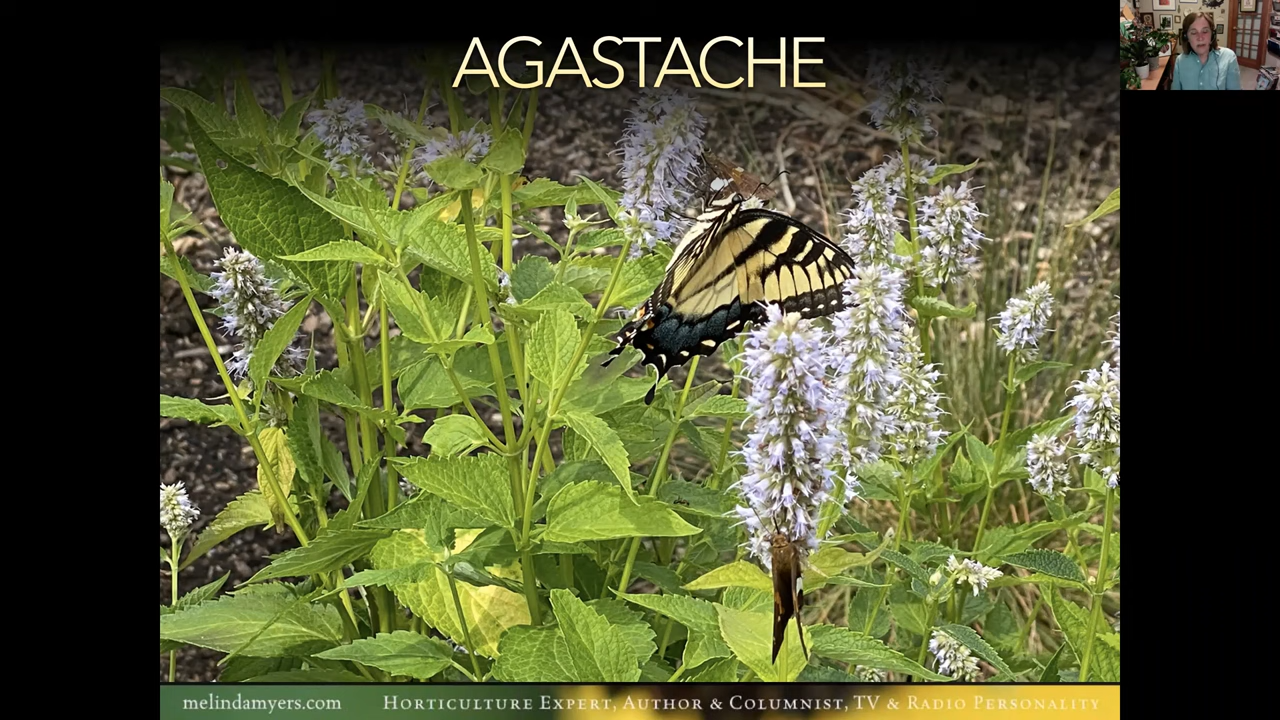 AGASTACHE
melindamyers.com HORTICULTURE EXPERT, AUTHOR & COLUMNIST, TV & RADIO PERSONALITY